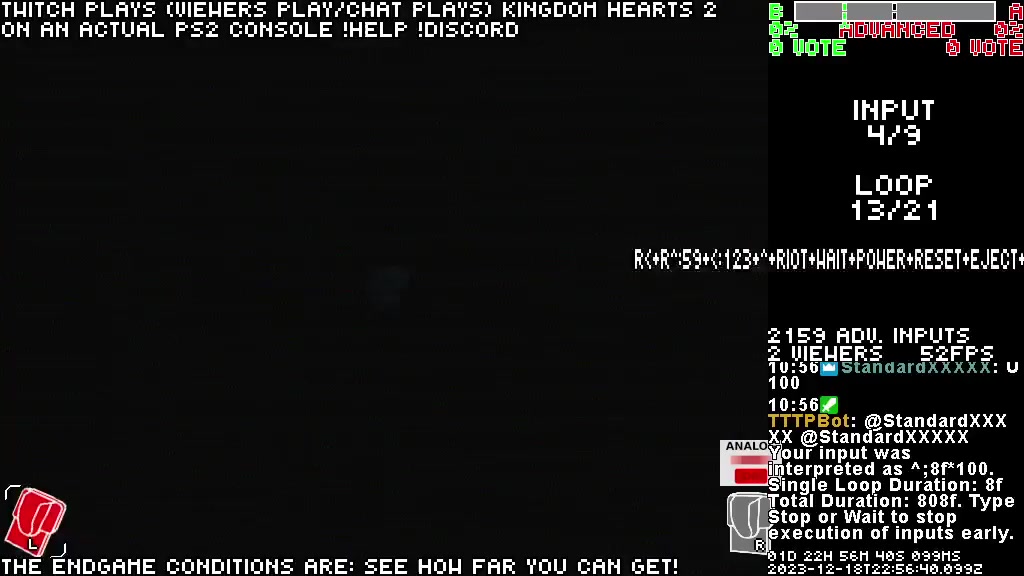 TWITCH PLAYS (VIEWERS PLAY/CHAT PLAYS) KINGDOM HEARTS 2
ON AN ACTUAL PS2 CONSOLE !HELP !DISCORD
B A
0% ADVANCED 0%
0 VOTE 0 VOTE
INPUT
4/9
LOOP
13/21
R<+R^:59+<:123+^+RIOT+WAIT+POWER+RESET+EJECT+
2159 ADV. INPUTS
2 VIEWERS 52FPS
10:56 StandardXXXXX: U
100
10:56
TTTPBot: @StandardXXX
XX @StandardXXXXX
Your input was
interpreted as ^;8f*100.
Single Loop Duration: 8f
Total Duration: 808f. Type
Stop or Wait to stop
execution of inputs early.
ANALO
L
R
01D 22H 56M 40S 099MS
2023-12-18T22:56:40.099Z
THE ENDGAME CONDITIONS ARE: SEE HOW FAR YOU CAN GET!